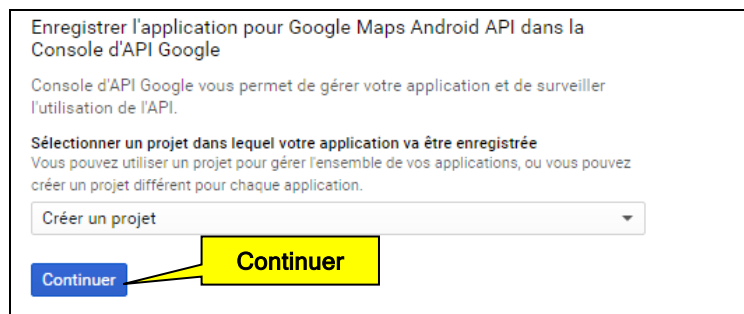 Enregistrer l'application pour Google Maps Android API dans la
Console d'API Google
Console d'API Google vous permet de gérer votre application et de surveiller
l'utilisation de l'API.
Sélectionner un projet dans lequel votre application va être enregistrée
Vous pouvez utiliser un projet pour gérer l'ensemble de vos applications, ou vous pouvez
créer un projet différent pour chaque application.
Créer un projet
Continuer
Continuer